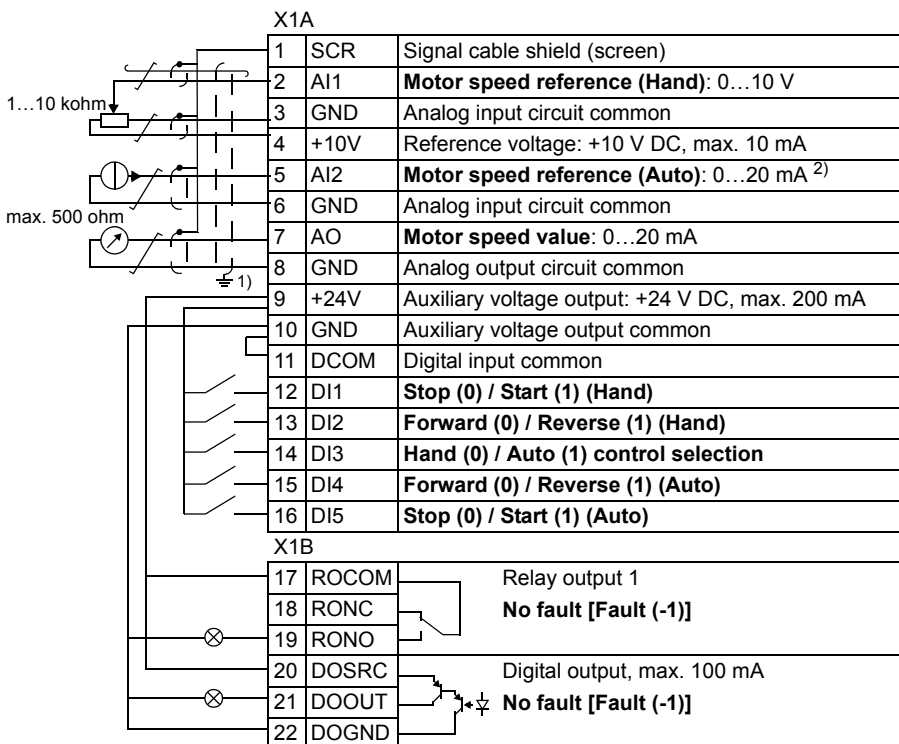 X1A
1 SCR Signal cable shield (screen)
2 AI1 Motor speed reference (Hand): 0…10 V
1…10 kohm
3 GND Analog input circuit common
4 +10V Reference voltage: +10 V DC, max. 10 mA
5 AI2 Motor speed reference (Auto): 0…20 mA 2)
6 GND Analog input circuit common
max. 500 ohm
7 AO Motor speed value: 0…20 mA
8 GND Analog output circuit common
1)
9 +24V Auxiliary voltage output: +24 V DC, max. 200 mA
10 GND Auxiliary voltage output common
11 DCOM Digital input common
12 DI1 Stop (0) / Start (1) (Hand)
13 DI2 Forward (0) / Reverse (1) (Hand)
14 DI3 Hand (0) / Auto (1) control selection
15 DI4 Forward (0) / Reverse (1) (Auto)
16 DI5 Stop (0) / Start (1) (Auto)
X1B
17 ROCOM Relay output 1
18 RONC No fault [Fault (-1)]
19 RONO
20 DOSRC Digital output, max. 100 mA
21 DOOUT No fault [Fault (-1)]
22 DOGND